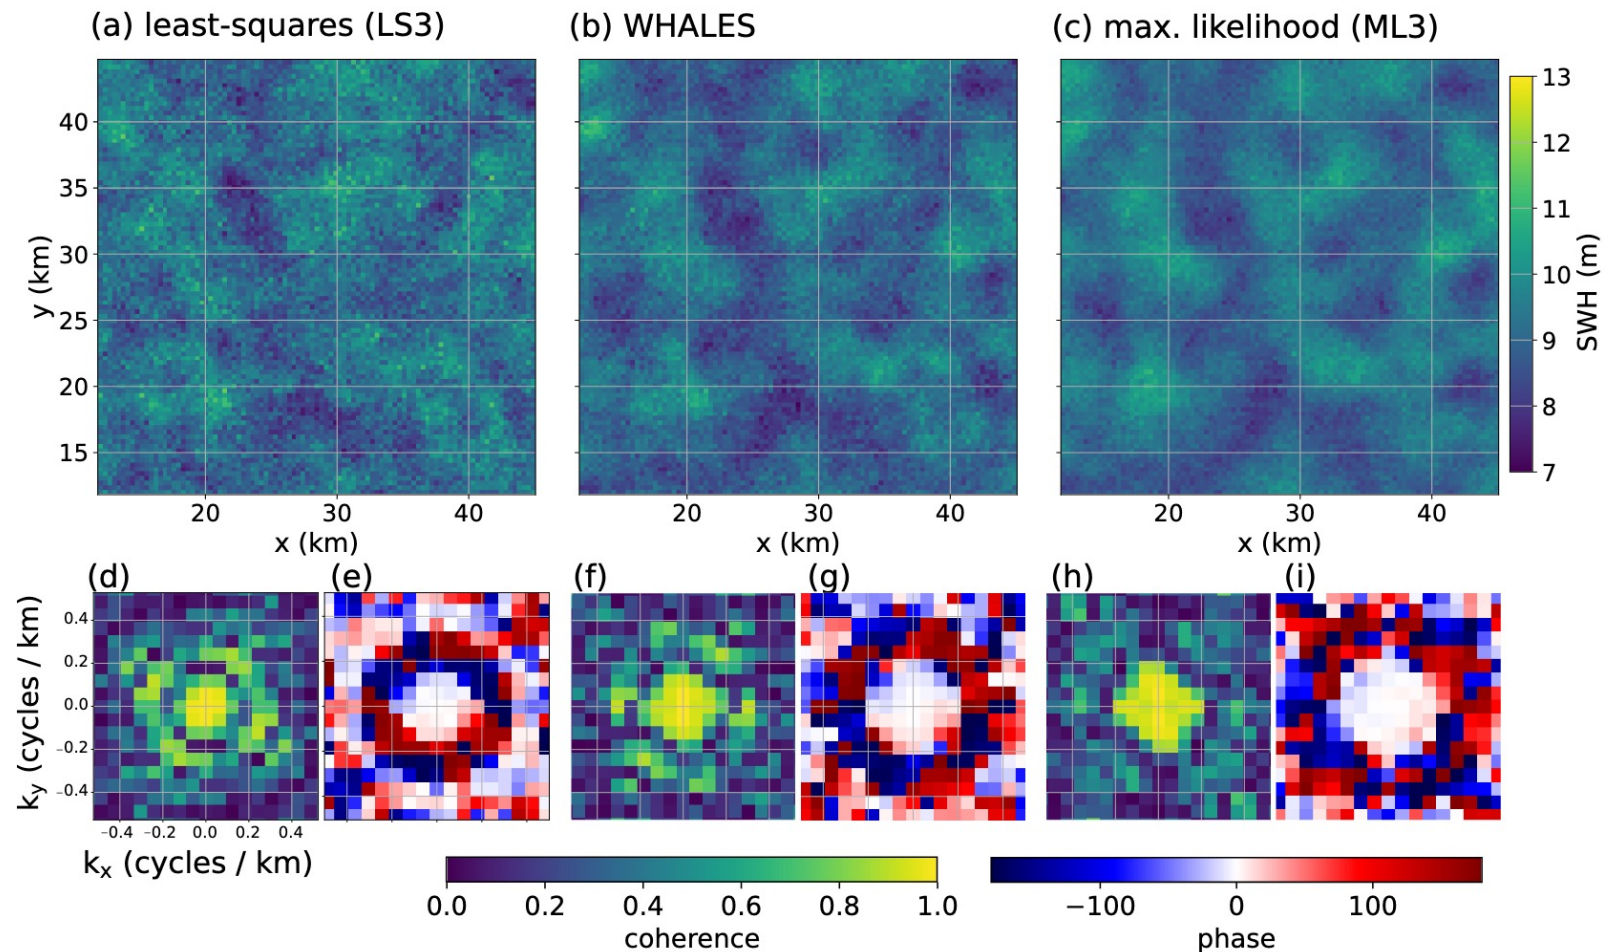 (a) least-squares (LS3)
(b) WHALES
(c) max. likelihood (ML3)
40
35
30
25
20
15
y (km)
20 30 40
x (km)
20 30 40
x (km)
20 30 40
x (km)
13
12
11
10
9
8
7
SWH (m)
(d)
(e)
(f)
(g)
(h)
(i)
0.4
0.2
0.0
-0.2
-0.4
ky (cycles / km)
-0.4 -0.2 0.0 0.2 0.4
kx (cycles / km)
0.0 0.2 0.4 0.6 0.8 1.0
coherence
−100 0 100
phase